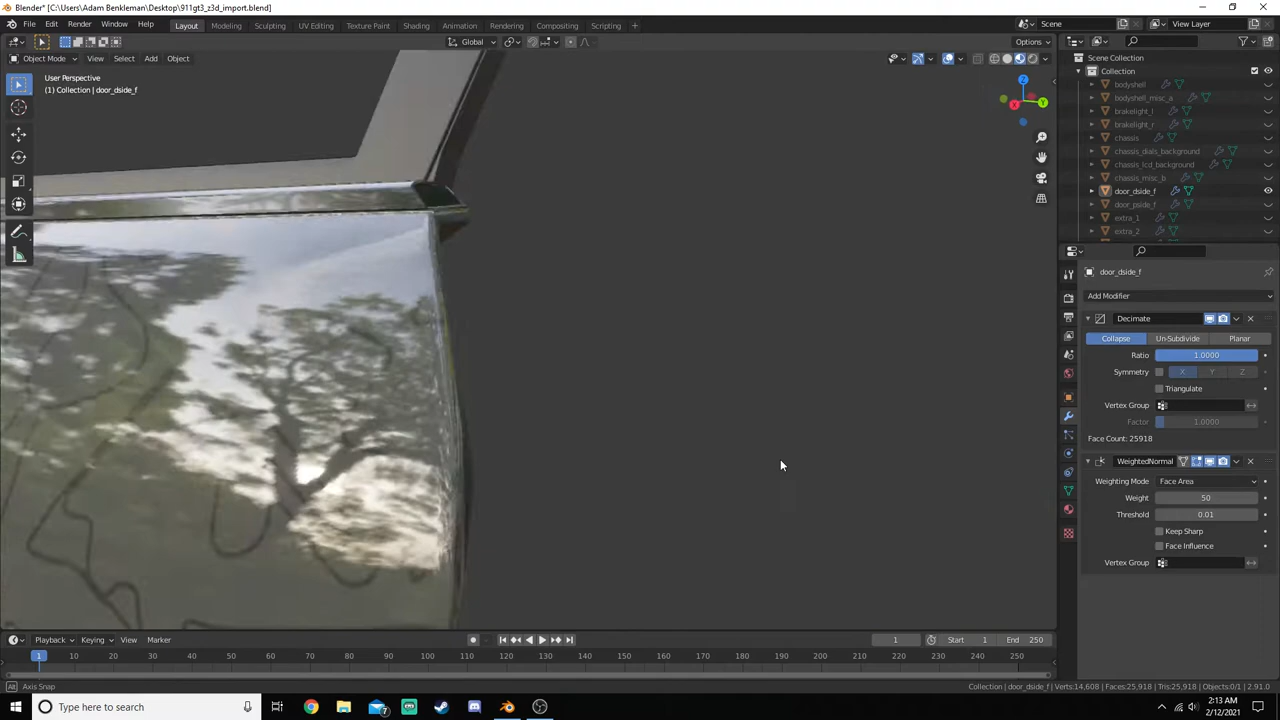 Blender* [C:\Users\Adam Benkleman\Desktop\911gt3_z3d_import.blend]
File Edit Render Window Help Layout Modeling Sculpting UV Editing Texture Paint Shading Animation Rendering Compositing Scripting + Scene View Layer
Global Options
Object Mode View Select Add Object
User Perspective
(1) Collection | door_dside_f
Z
Y
X
Scene Collection
Collection
bodyshell
bodyshell_misc_a
brakelight_l
brakelight_r
chassis
chassis_dials_background
chassis_lcd_background
chassis_misc_b
door_dside_f
door_pside_f
extra_1
extra_2
door_dside_f
Add Modifier
Decimate
Collapse Un-Subdivide Planar
Ratio 1.0000
Symmetry X Y Z
Triangulate
Vertex Group
Factor 1.0000
Face Count: 25918
WeightedNormal
Weighting Mode Face Area
Weight 50
Threshold 0.01
Keep Sharp
Face Influence
Vertex Group
Playback Keying View Marker 1 Start 1 End 250
1 10 20 30 40 50 60 70 80 90 100 110 120 130 140 150 160 170 180 190 200 210 220 230 240 250
Alt Axis Snap Collection | door_dside_f | Verts:14,608 | Faces:25,918 | Tris:25,918 | Objects:0/1 | 2.91.0
Type here to search 7 2:13 AM
2/12/2021